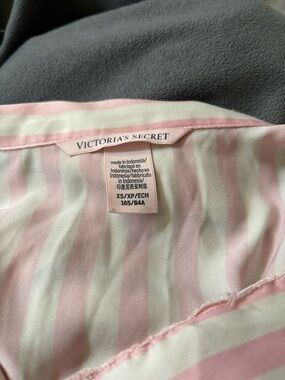 VICTORIA'S SECRET
made in Indonesia/
fabriqué en
Indonésie/hecho en
Indonesia/fabbricato
in Indonesia
印度尼西亚制造
XS/XP/ECH
165/84A